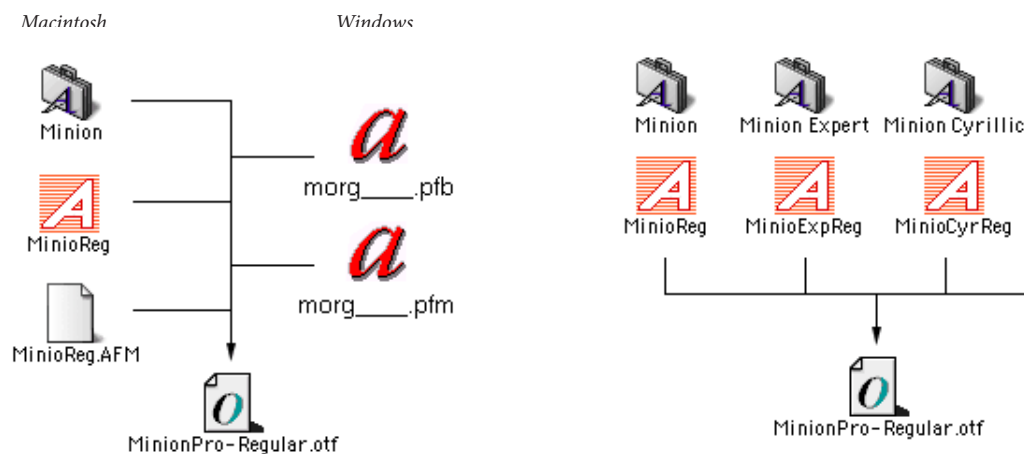 Macintosh
Windows
Minion
morg____.pfb
MinioReg
morg____.pfm
MinioReg.AFM
MinionPro-Regular.otf
Minion
Minion Expert
Minion Cyrillic
MinioReg
MinioExpReg
MinioCyrReg
MinionPro-Regular.otf